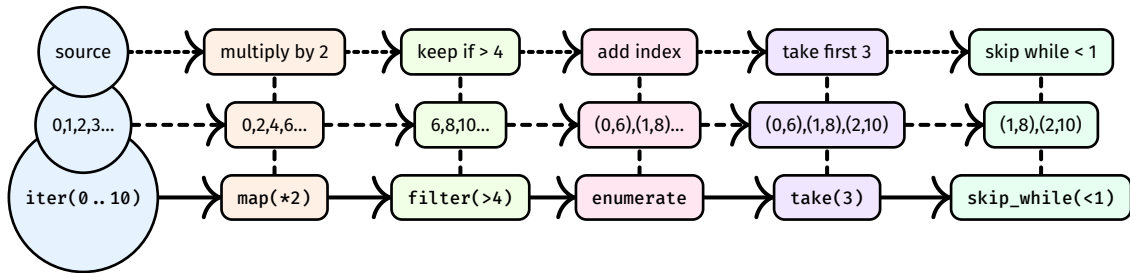 source
multiply by 2
keep if > 4
add index
take first 3
skip while < 1
0,1,2,3...
0,2,4,6...
6,8,10...
(0,6),(1,8)...
(0,6),(1,8),(2,10)
(1,8),(2,10)
iter(0..10)
map(*2)
filter(>4)
enumerate
take(3)
skip_while(<1)